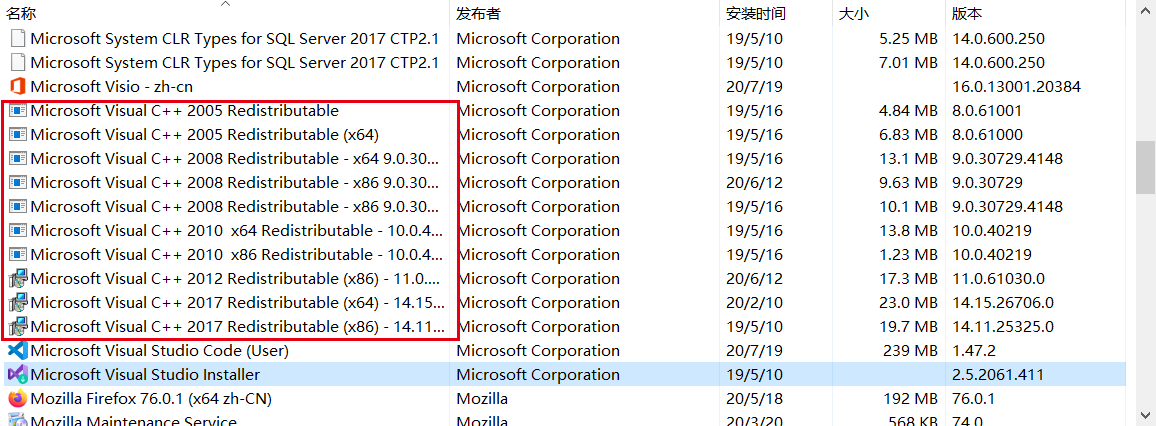 名称 发布者 安装时间 大小 版本
Microsoft System CLR Types for SQL Server 2017 CTP2.1 Microsoft Corporation 19/5/10 5.25 MB 14.0.600.250
Microsoft System CLR Types for SQL Server 2017 CTP2.1 Microsoft Corporation 19/5/10 7.01 MB 14.0.600.250
Microsoft Visio - zh-cn Microsoft Corporation 20/7/19 16.0.13001.20384
Microsoft Visual C++ 2005 Redistributable Microsoft Corporation 19/5/16 4.84 MB 8.0.61001
Microsoft Visual C++ 2005 Redistributable (x64) Microsoft Corporation 19/5/16 6.83 MB 8.0.61000
Microsoft Visual C++ 2008 Redistributable - x64 9.0.30... Microsoft Corporation 19/5/16 13.1 MB 9.0.30729.4148
Microsoft Visual C++ 2008 Redistributable - x86 9.0.30... Microsoft Corporation 20/6/12 9.63 MB 9.0.30729
Microsoft Visual C++ 2008 Redistributable - x86 9.0.30... Microsoft Corporation 19/5/16 10.1 MB 9.0.30729.4148
Microsoft Visual C++ 2010  x64 Redistributable - 10.0.4... Microsoft Corporation 19/5/16 13.8 MB 10.0.40219
Microsoft Visual C++ 2010  x86 Redistributable - 10.0.4... Microsoft Corporation 19/5/16 1.23 MB 10.0.40219
Microsoft Visual C++ 2012 Redistributable (x86) - 11.0.... Microsoft Corporation 20/6/12 17.3 MB 11.0.61030.0
Microsoft Visual C++ 2017 Redistributable (x64) - 14.15... Microsoft Corporation 20/2/10 23.0 MB 14.15.26706.0
Microsoft Visual C++ 2017 Redistributable (x86) - 14.11... Microsoft Corporation 19/5/10 19.7 MB 14.11.25325.0
Microsoft Visual Studio Code (User) Microsoft Corporation 20/7/19 239 MB 1.47.2
Microsoft Visual Studio Installer Microsoft Corporation 19/5/10 2.5.2061.411
Mozilla Firefox 76.0.1 (x64 zh-CN) Mozilla 20/5/18 192 MB 76.0.1
Mozilla Maintenance Service Mozilla 20/3/20 568 KB 74.0